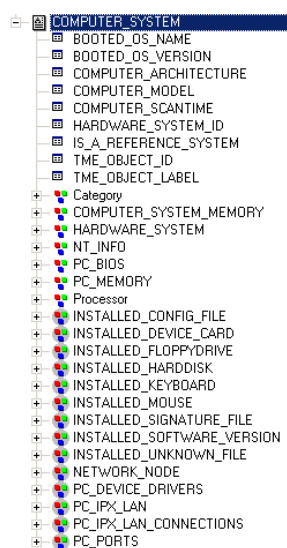 COMPUTER_SYSTEM
BOOTED_OS_NAME
BOOTED_OS_VERSION
COMPUTER_ARCHITECTURE
COMPUTER_MODEL
COMPUTER_SCANTIME
HARDWARE_SYSTEM_ID
IS_A_REFERENCE_SYSTEM
TME_OBJECT_ID
TME_OBJECT_LABEL
Category
COMPUTER_SYSTEM_MEMORY
HARDWARE_SYSTEM
NT_INFO
PC_BIOS
PC_MEMORY
Processor
INSTALLED_CONFIG_FILE
INSTALLED_DEVICE_CARD
INSTALLED_FLOPPYDRIVE
INSTALLED_HARDDISK
INSTALLED_KEYBOARD
INSTALLED_MOUSE
INSTALLED_SIGNATURE_FILE
INSTALLED_SOFTWARE_VERSION
INSTALLED_UNKNOWN_FILE
NETWORK_NODE
PC_DEVICE_DRIVERS
PC_IPX_LAN
PC_IPX_LAN_CONNECTIONS
PC_PORTS